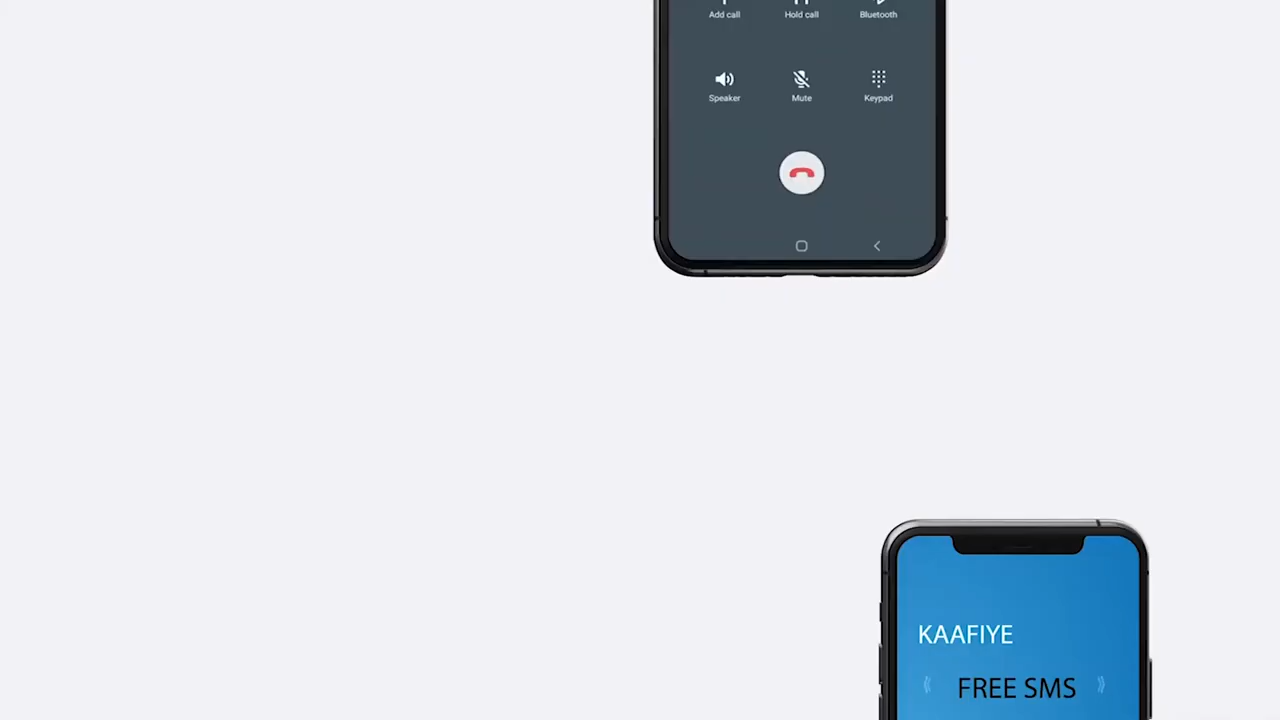 Add call Hold call Bluetooth
Speaker Mute Keypad
KAAFIYE
FREE SMS